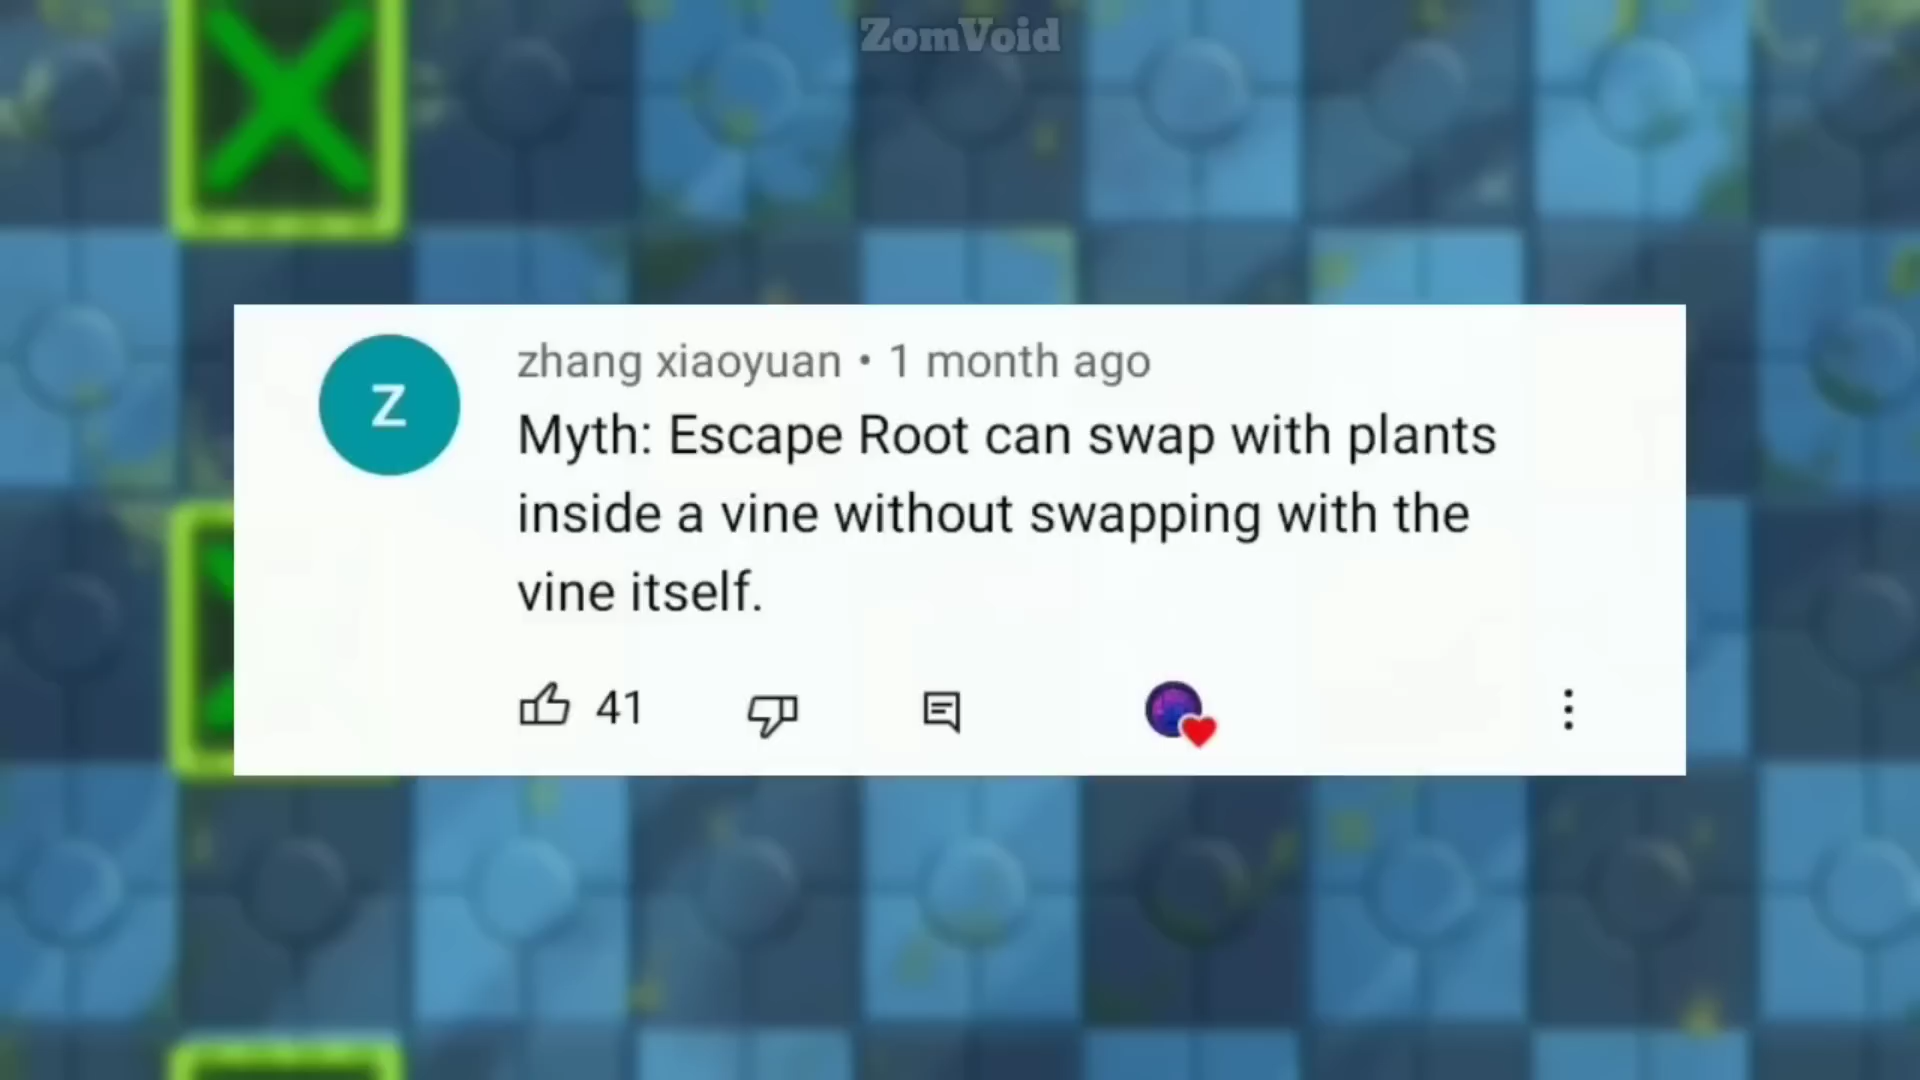 ZomVoid
Z
zhang xiaoyuan • 1 month ago
Myth: Escape Root can swap with plants
inside a vine without swapping with the
vine itself.
41